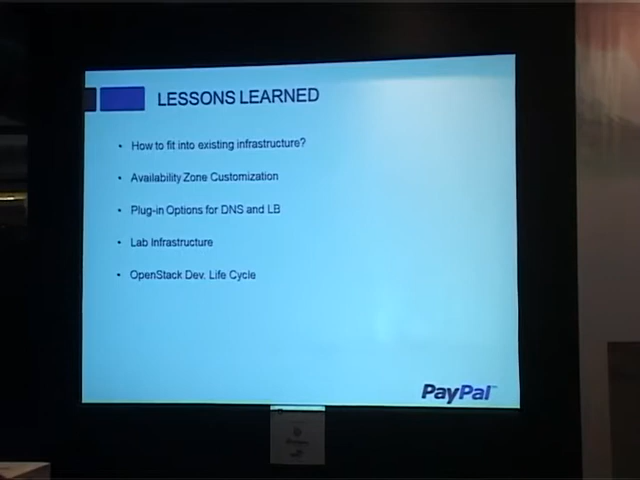 LESSONS LEARNED
• How to fit into existing infrastructure?
• Availability Zone Customization
• Plug-in Options for DNS and LB
• Lab Infrastructure
• OpenStack Dev. Life Cycle
PayPal™